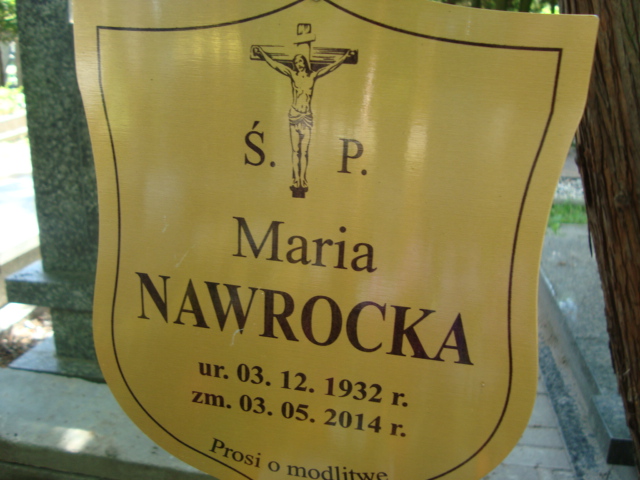 Ś. P.
Maria
NAWROCKA
ur. 03. 12. 1932 r.
zm. 03. 05. 2014 r.
Prosi o modlitwę